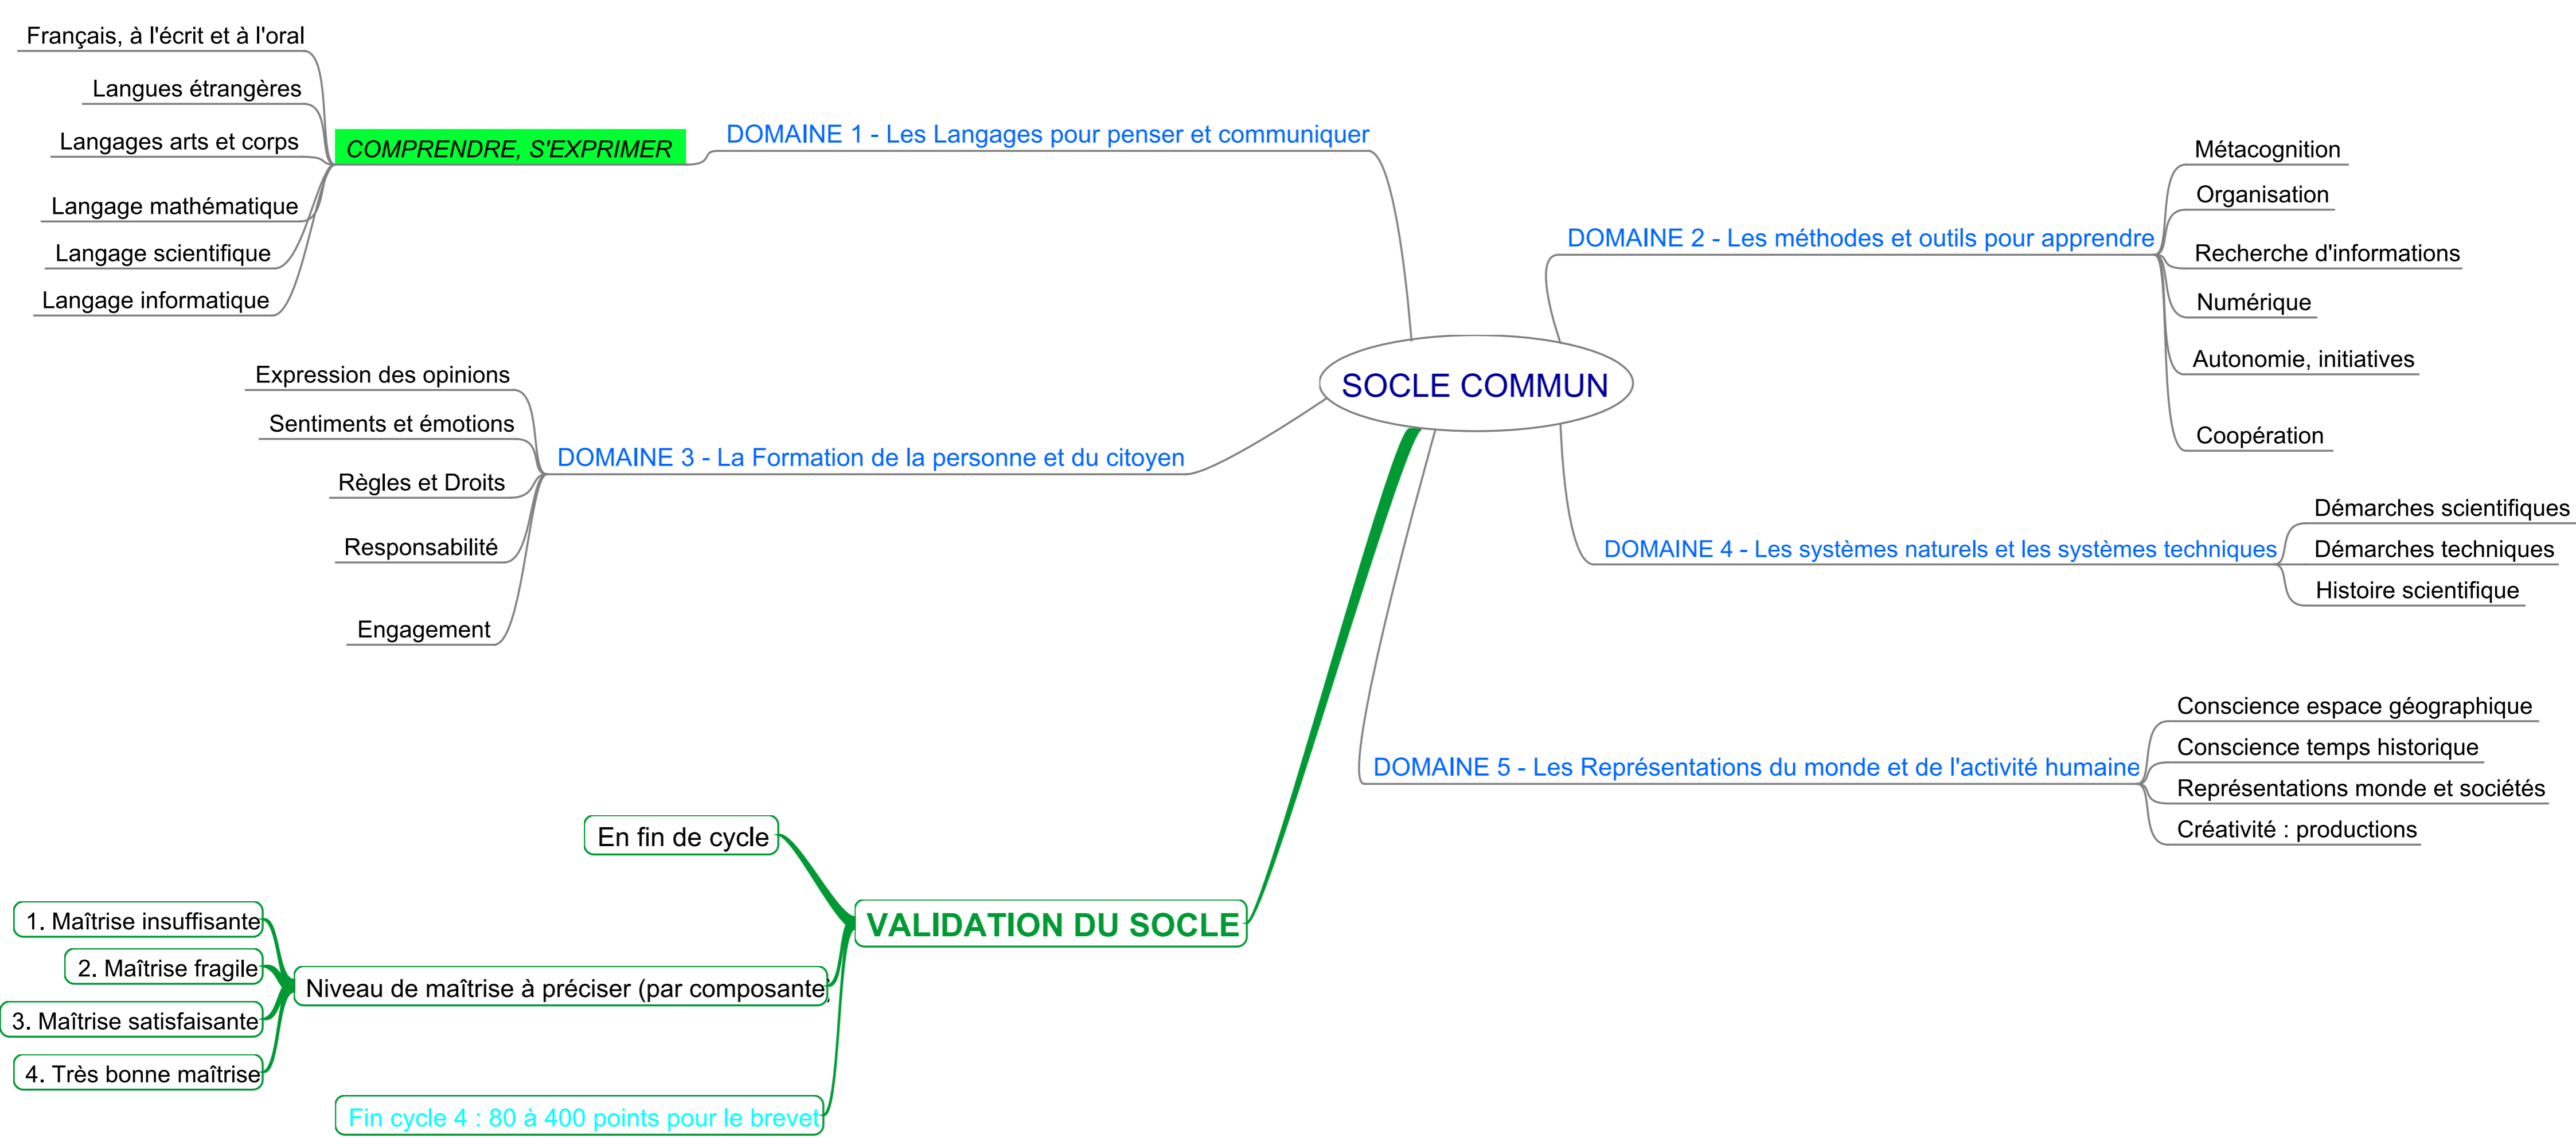 SOCLE COMMUN
DOMAINE 1 - Les Langages pour penser et communiquer
COMPRENDRE, S'EXPRIMER
Français, à l'écrit et à l'oral
Langues étrangères
Langages arts et corps
Langage mathématique
Langage scientifique
Langage informatique
DOMAINE 2 - Les méthodes et outils pour apprendre
Métacognition
Organisation
Recherche d'informations
Numérique
Autonomie, initiatives
Coopération
DOMAINE 3 - La Formation de la personne et du citoyen
Expression des opinions
Sentiments et émotions
Règles et Droits
Responsabilité
Engagement
DOMAINE 4 - Les systèmes naturels et les systèmes techniques
Démarches scientifiques
Démarches techniques
Histoire scientifique
DOMAINE 5 - Les Représentations du monde et de l'activité humaine
Conscience espace géographique
Conscience temps historique
Représentations monde et sociétés
Créativité : productions
VALIDATION DU SOCLE
En fin de cycle
Niveau de maîtrise à préciser (par composante)
1. Maîtrise insuffisante
2. Maîtrise fragile
3. Maîtrise satisfaisante
4. Très bonne maîtrise
Fin cycle 4 : 80 à 400 points pour le brevet